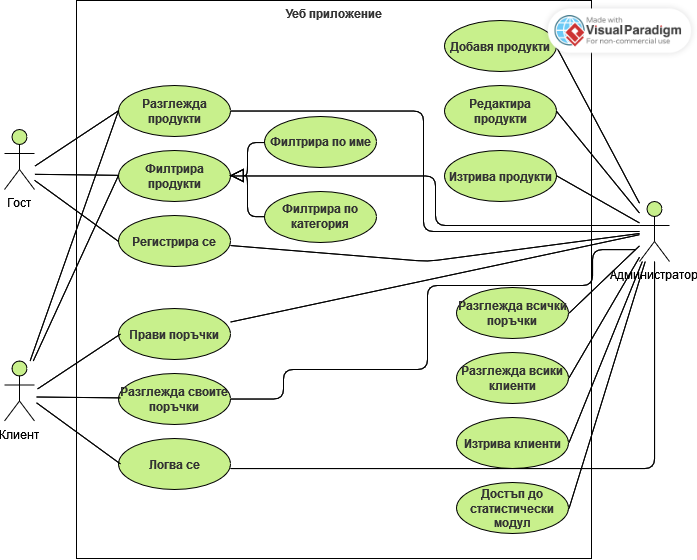 Уеб приложение
Made with
VisualParadigm
For non-commercial use
Добавя продукти
Разглежда
продукти
Редактира
продукти
Филтрира по име
Филтрира
продукти
Изтрива продукти
Гост
Филтрира по
категория
Регистрира се
Администратор
Разглежда всички
поръчки
Прави поръчки
Разглежда всики
клиенти
Разглежда своите
поръчки
Клиент
Изтрива клиенти
Логва се
Достъп до
статистически
модул